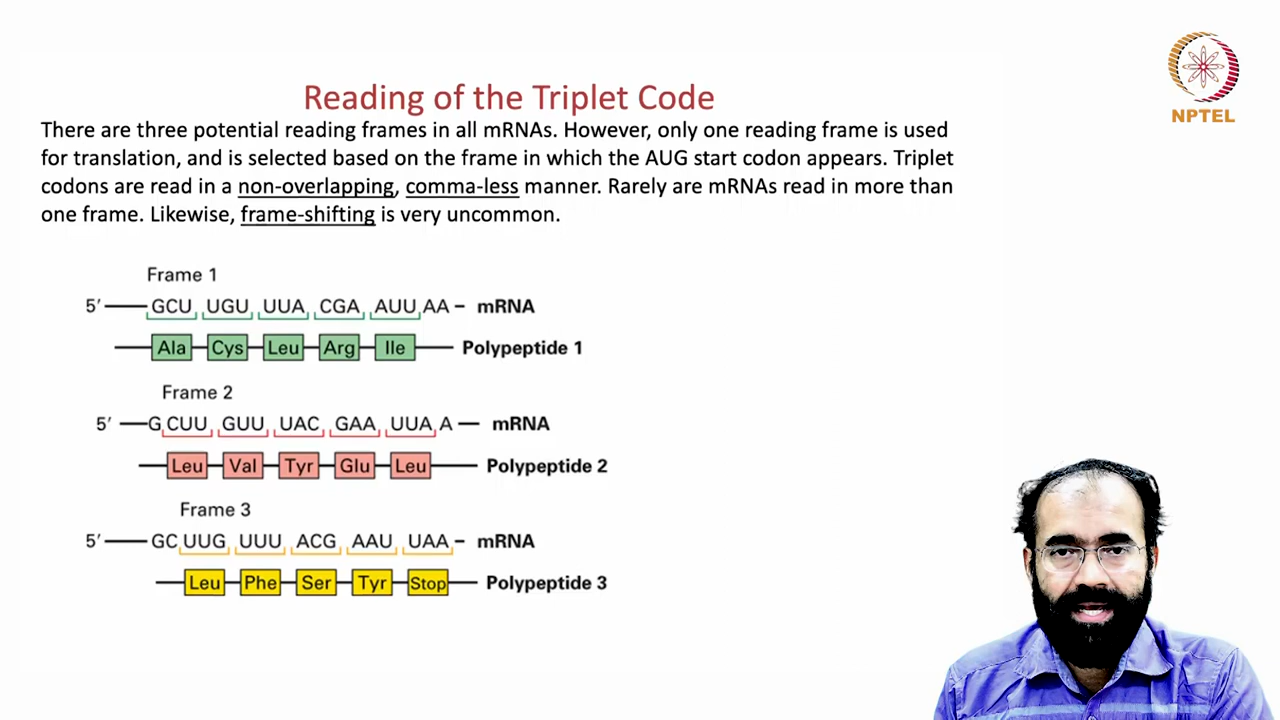 NPTEL
Reading of the Triplet Code
There are three potential reading frames in all mRNAs. However, only one reading frame is used
for translation, and is selected based on the frame in which the AUG start codon appears. Triplet
codons are read in a non-overlapping, comma-less manner. Rarely are mRNAs read in more than
one frame. Likewise, frame-shifting is very uncommon.
Frame 1
5′ GCU UGU UUA CGA AUU AA – mRNA
Ala Cys Leu Arg Ile Polypeptide 1
Frame 2
5′ G CUU GUU UAC GAA UUA A — mRNA
Leu Val Tyr Glu Leu Polypeptide 2
Frame 3
5′ GC UUG UUU ACG AAU UAA – mRNA
Leu Phe Ser Tyr Stop Polypeptide 3